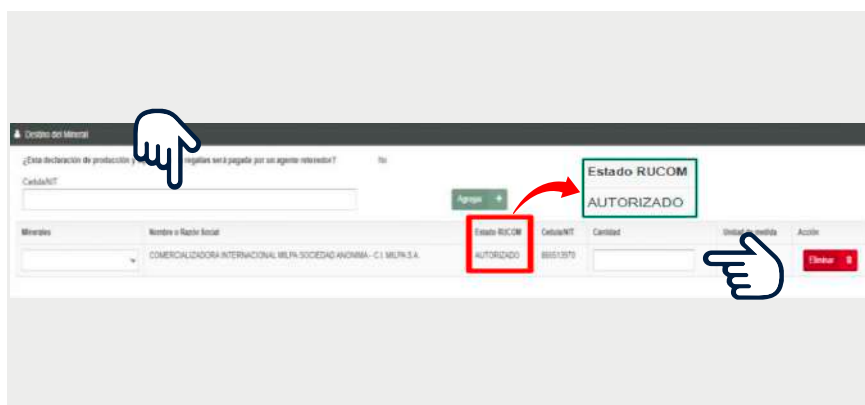 Destino del Mineral
¿Esta declaración de producción y regalías será pagada por un agente retenedor? No
Cedula/NIT
Agregar +
Estado RUCOM
AUTORIZADO
Minerales Nombre o Razón Social Estado RUCOM Cedula/NIT Cantidad Unidad de medida Acción
COMERCIALIZADORA INTERNACIONAL MILPA SOCIEDAD ANONIMA - C.I. MILPA S.A. AUTORIZADO Eliminar